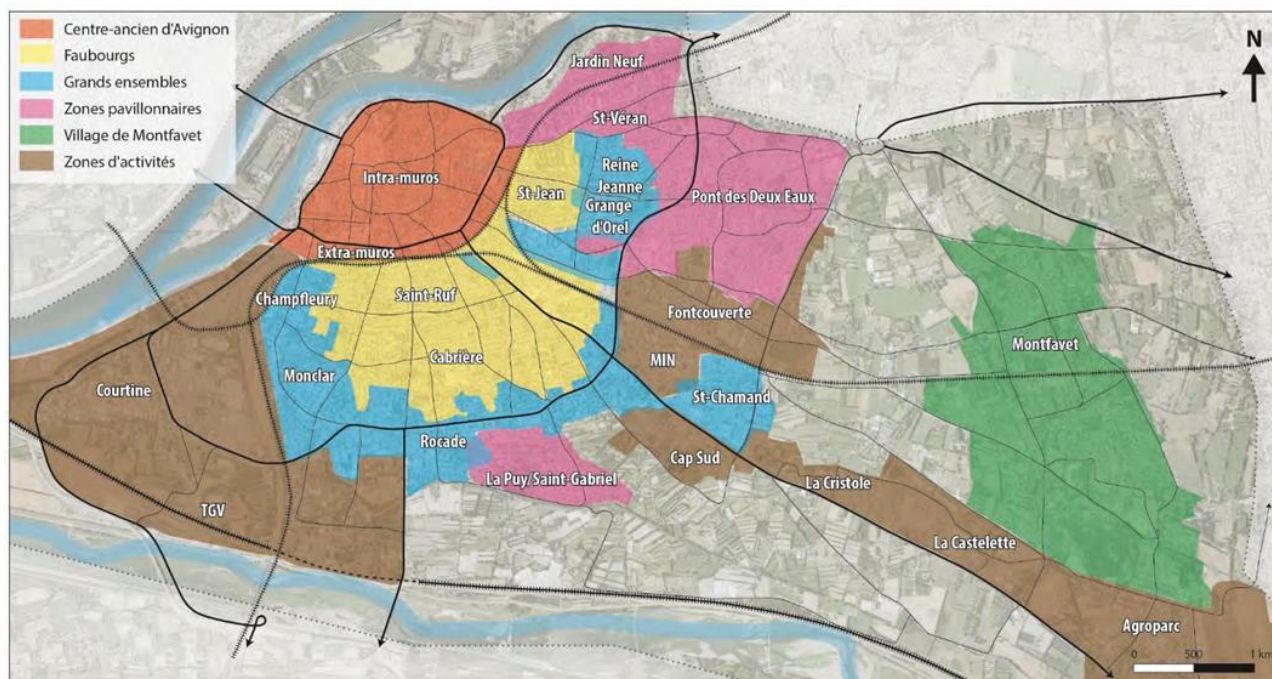 Centre-ancien d'Avignon
Faubourgs
Grands ensembles
Zones pavillonnaires
Village de Montfavet
Zones d'activités
N
Jardin Neuf
St-Véran
Intra-muros
St Jean
Reine
Jeanne
Grange
d'Orel
Pont des Deux Eaux
Extra-muros
Champfleury
Saint-Ruf
Fontcouverte
Cabrière
MIN
Montfavet
Monclar
Courtine
St-Chamand
Rocade
La Puy/Saint-Gabriel
Cap Sud
La Cristole
TGV
La Castelette
Agroparc
0 500 1 km